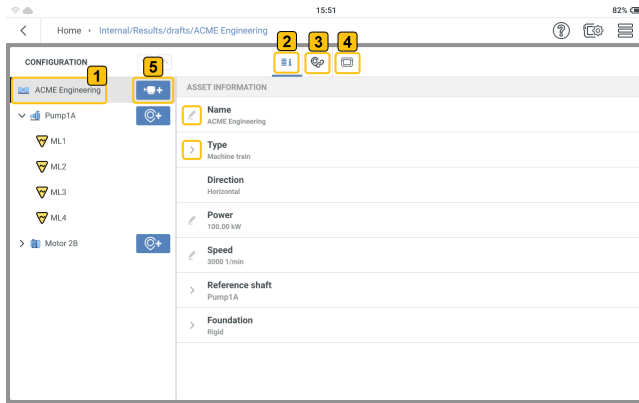 15:51
82%
Home › Internal/Results/drafts/ACME Engineering
2
3
4
CONFIGURATION
5
1
ACME Engineering
ASSET INFORMATION
Pump1A
Name
ACME Engineering
ML1
Type
Machine train
ML2
Direction
Horizontal
ML3
Power
100.00 kW
ML4
Motor 2B
Speed
3000 1/min
Reference shaft
Pump1A
Foundation
Rigid